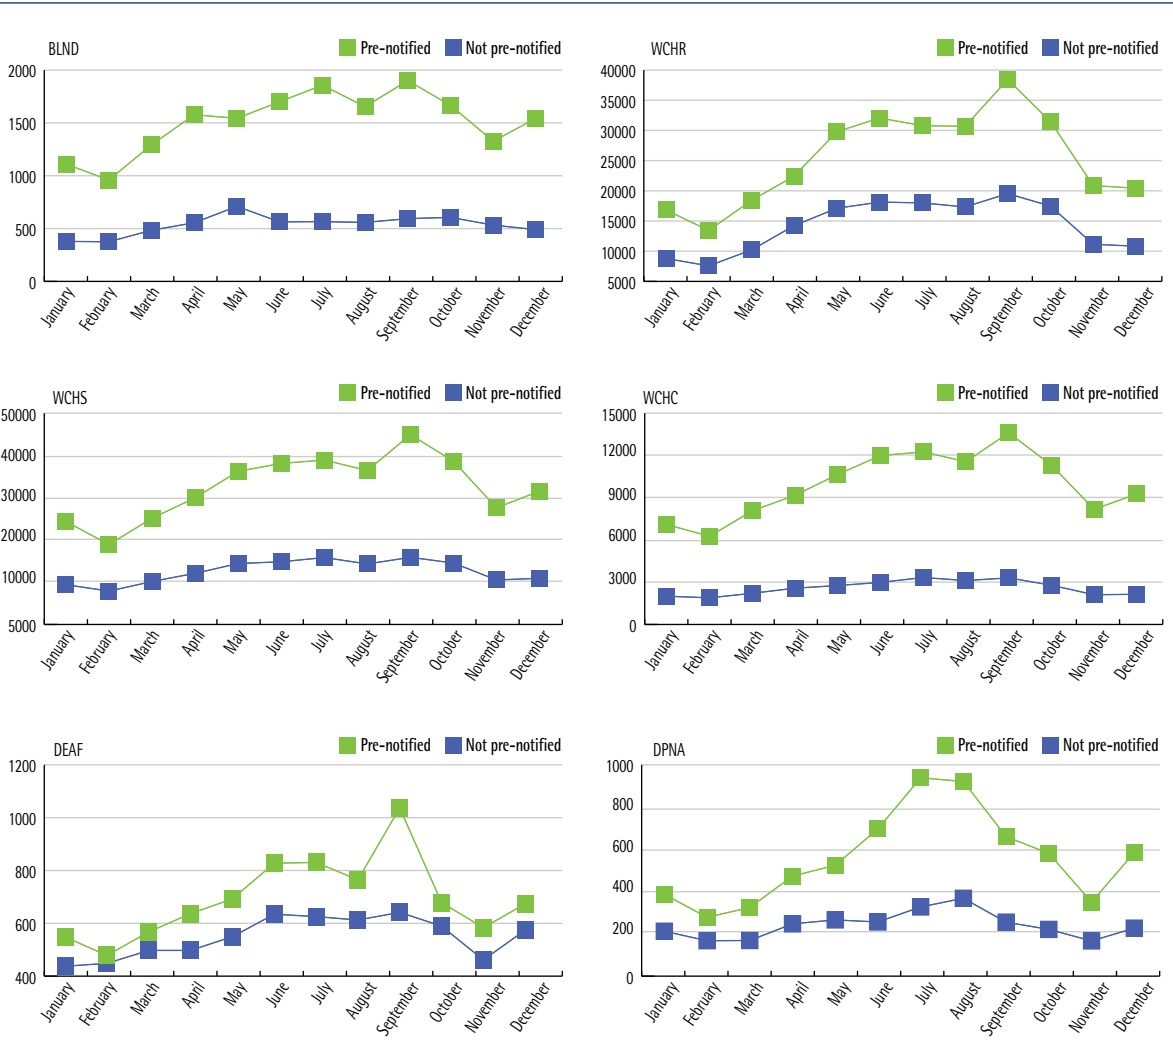 BLND
Pre-notified Not pre-notified
2000
1500
1000
500
0
January February March April May June July August September October November December
WCHR
Pre-notified Not pre-notified
40000
35000
30000
25000
20000
15000
10000
5000
January February March April May June July August September October November December
WCHS
Pre-notified Not pre-notified
50000
40000
30000
20000
10000
5000
January February March April May June July August September October November December
WCHC
Pre-notified Not pre-notified
15000
12000
9000
6000
3000
0
January February March April May June July August September October November December
DEAF
Pre-notified Not pre-notified
1200
1000
800
600
400
January February March April May June July August September October November December
DPNA
Pre-notified Not pre-notified
1000
800
600
400
200
0
January February March April May June July August September October November December